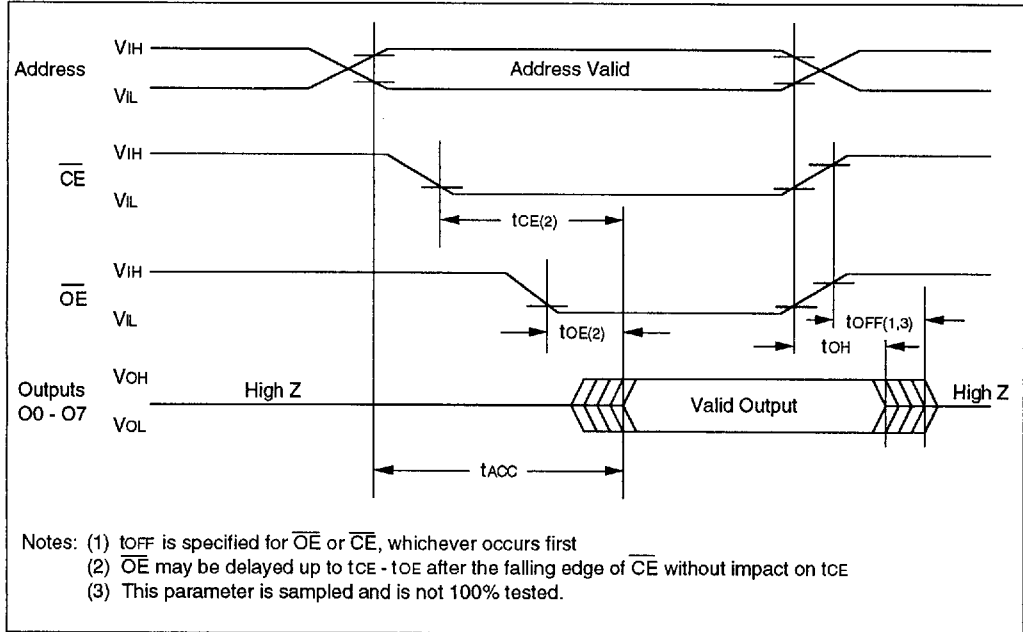 VIH
Address
Address Valid
VIL
VIH
CE
VIL
tCE(2)
VIH
OE
VIL
tOE(2)
tOFF(1,3)
tOH
VOH
Outputs
O0 - O7
High Z
Valid Output
High Z
VOL
tACC
Notes: (1) tOFF is specified for OE or CE, whichever occurs first
(2) OE may be delayed up to tCE - tOE after the falling edge of CE without impact on tCE
(3) This parameter is sampled and is not 100% tested.